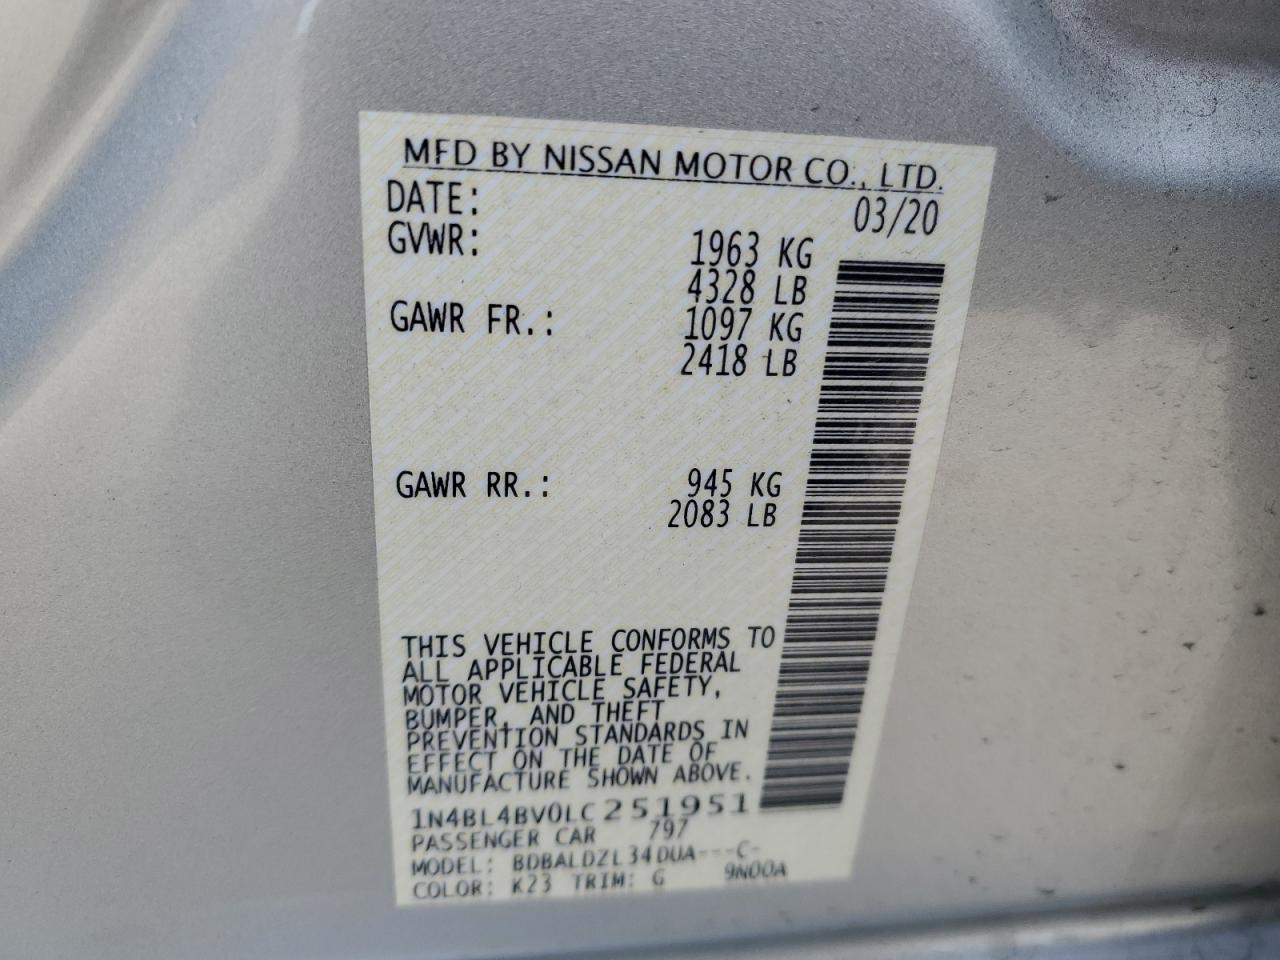 MFD BY NISSAN MOTOR CO., LTD.
DATE: 03/20
GVWR: 1963 KG
4328 LB
GAWR FR.: 1097 KG
2418 LB
GAWR RR.: 945 KG
2083 LB
THIS VEHICLE CONFORMS TO
ALL APPLICABLE FEDERAL
MOTOR VEHICLE SAFETY,
BUMPER, AND THEFT
PREVENTION STANDARDS IN
EFFECT ON THE DATE OF
MANUFACTURE SHOWN ABOVE.
1N4BL4BV0LC251951
PASSENGER CAR 797
MODEL: BDBALDZL34DUA---C-
COLOR: K23 TRIM: G 9N00A